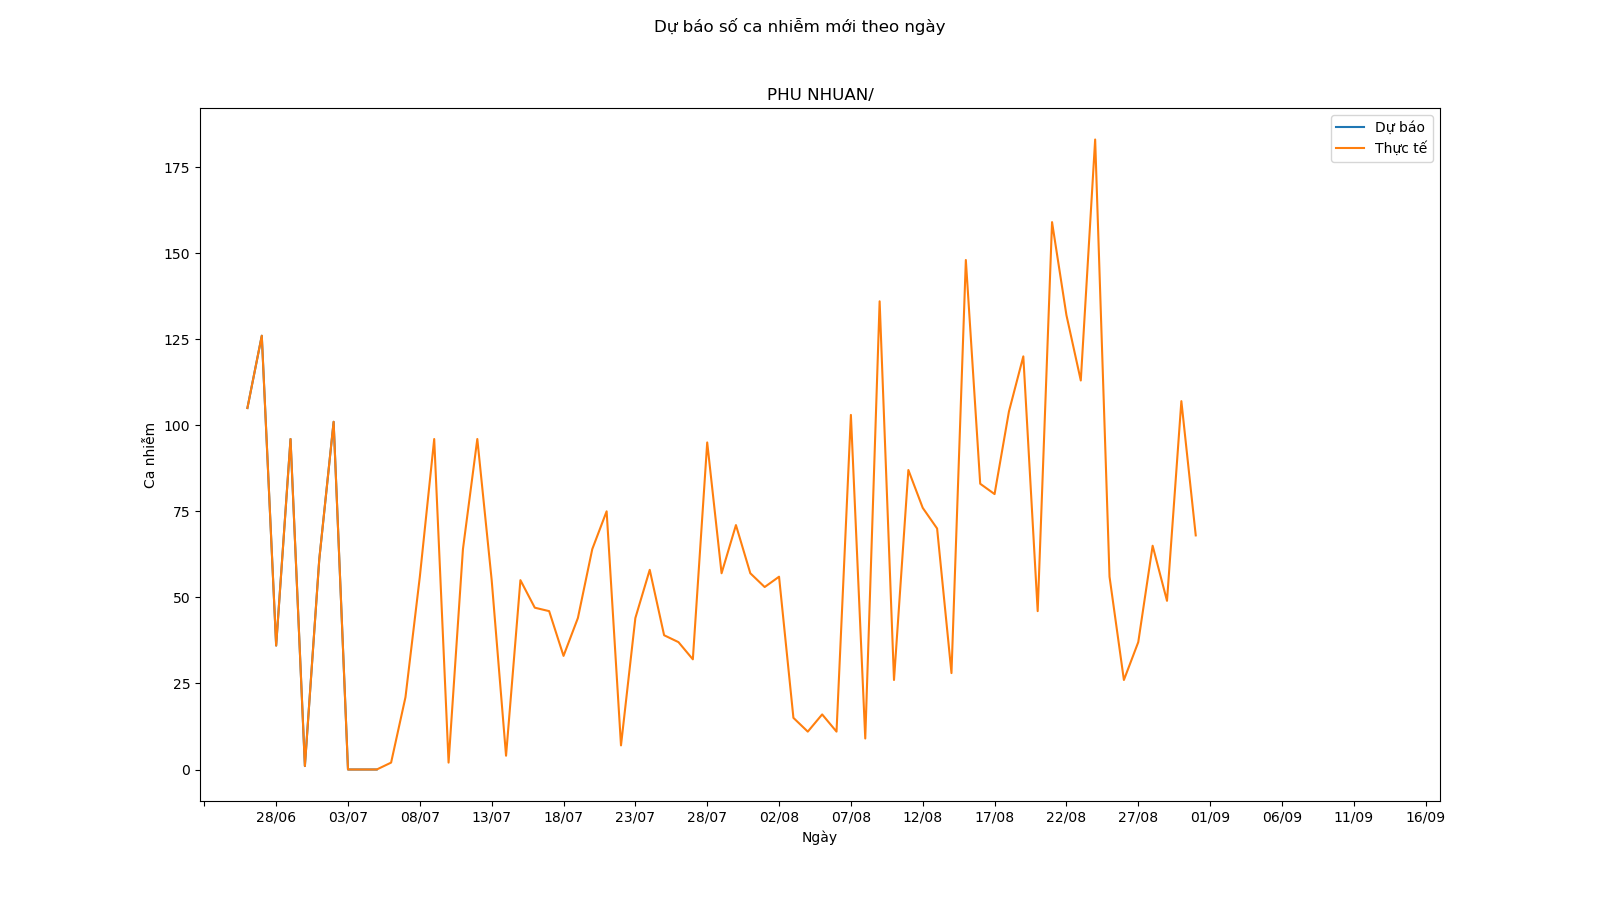 Dự báo số ca nhiễm mới theo ngày
PHU NHUAN/
Dự báo
Thực tế
175
150
125
100
75
50
25
0
Ca nhiễm
28/06 03/07 08/07 13/07 18/07 23/07 28/07 02/08 07/08 12/08 17/08 22/08 27/08 01/09 06/09 11/09 16/09
Ngày